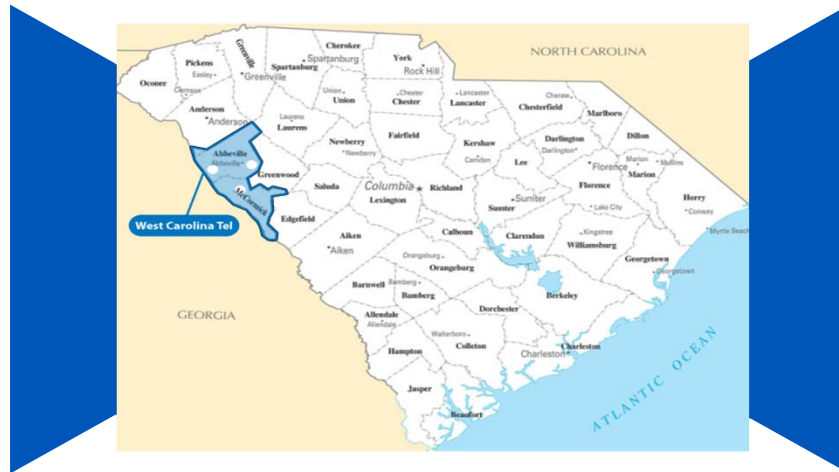 NORTH CAROLINA
Cherokee
Spartanburg
Spartanburg
York
Rock Hill
Greenville
Greenville
Pickens
Easley
Oconee
Clemson
Anderson
Anderson
Union
Union
Chester
Chester
Lancaster
Lancaster
Cheraw
Chesterfield
Marlboro
Laurens
Laurens
Newberry
Newberry
Fairfield
Kershaw
Camden
Darlington
Darlington
Dillon
Lee
Florence
Florence
Marion
Marion
Mullins
Abbeville
Abbeville
Greenwood
McCormick
Saluda
Columbia
Richland
Lexington
Sumter
Sumter
Lake City
Horry
Conway
Myrtle Beach
West Carolina Tel
Edgefield
Aiken
Aiken
Calhoun
Clarendon
Kingstree
Williamsburg
Georgetown
Georgetown
Orangeburg
Orangeburg
Barnwell
Bamberg
Bamberg
Berkeley
Dorchester
GEORGIA
Allendale
Allendale
Walterboro
Colleton
Hampton
Charleston
Charleston
Jasper
Beaufort
ATLANTIC OCEAN